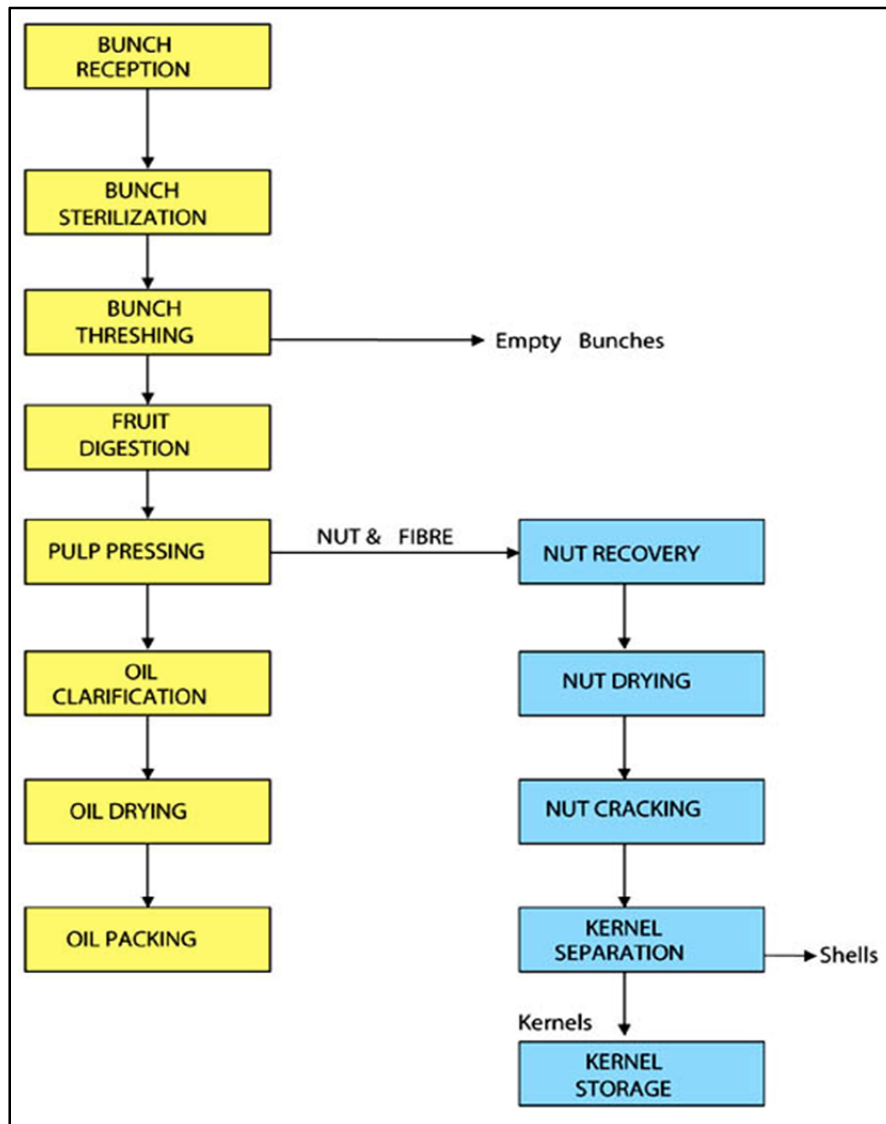 BUNCH
RECEPTION
BUNCH
STERILIZATION
BUNCH
THRESHING
Empty Bunches
FRUIT
DIGESTION
PULP PRESSING
NUT & FIBRE
NUT RECOVERY
OIL
CLARIFICATION
NUT DRYING
OIL DRYING
NUT CRACKING
OIL PACKING
KERNEL
SEPARATION
Shells
Kernels
KERNEL
STORAGE